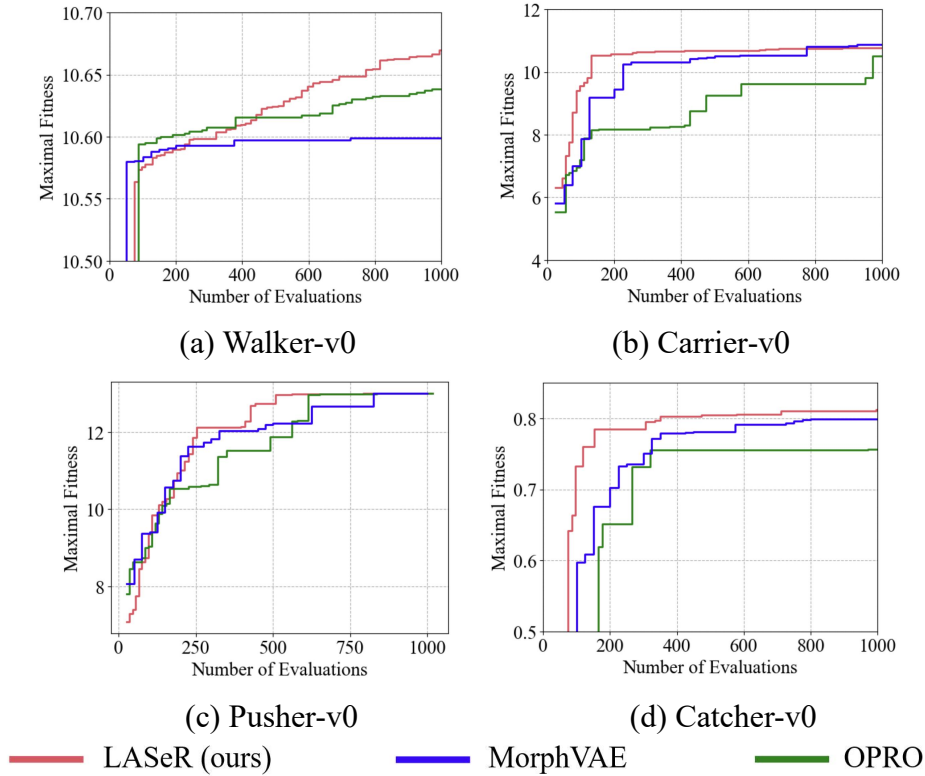 10.70
10.65
10.60
10.55
10.50
Maximal Fitness
0 200 400 600 800 1000
Number of Evaluations
(a) Walker-v0
12
10
8
6
4
Maximal Fitness
0 200 400 600 800 1000
Number of Evaluations
(b) Carrier-v0
12
10
8
Maximal Fitness
0 250 500 750 1000
Number of Evaluations
(c) Pusher-v0
0.8
0.7
0.6
0.5
Maximal Fitness
0 200 400 600 800 1000
Number of Evaluations
(d) Catcher-v0
LASeR (ours) MorphVAE OPRO